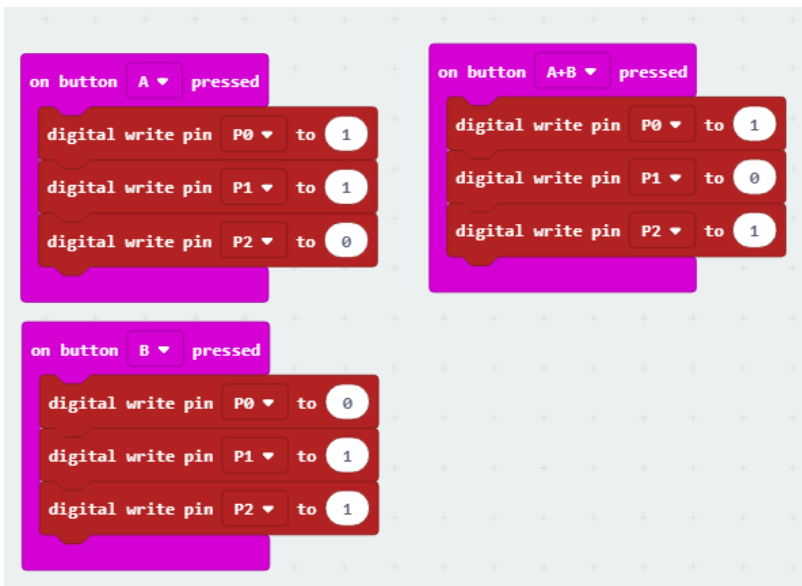 on button A pressed
digital write pin P0 to 1
digital write pin P1 to 1
digital write pin P2 to 0
on button A+B pressed
digital write pin P0 to 1
digital write pin P1 to 0
digital write pin P2 to 1
on button B pressed
digital write pin P0 to 0
digital write pin P1 to 1
digital write pin P2 to 1